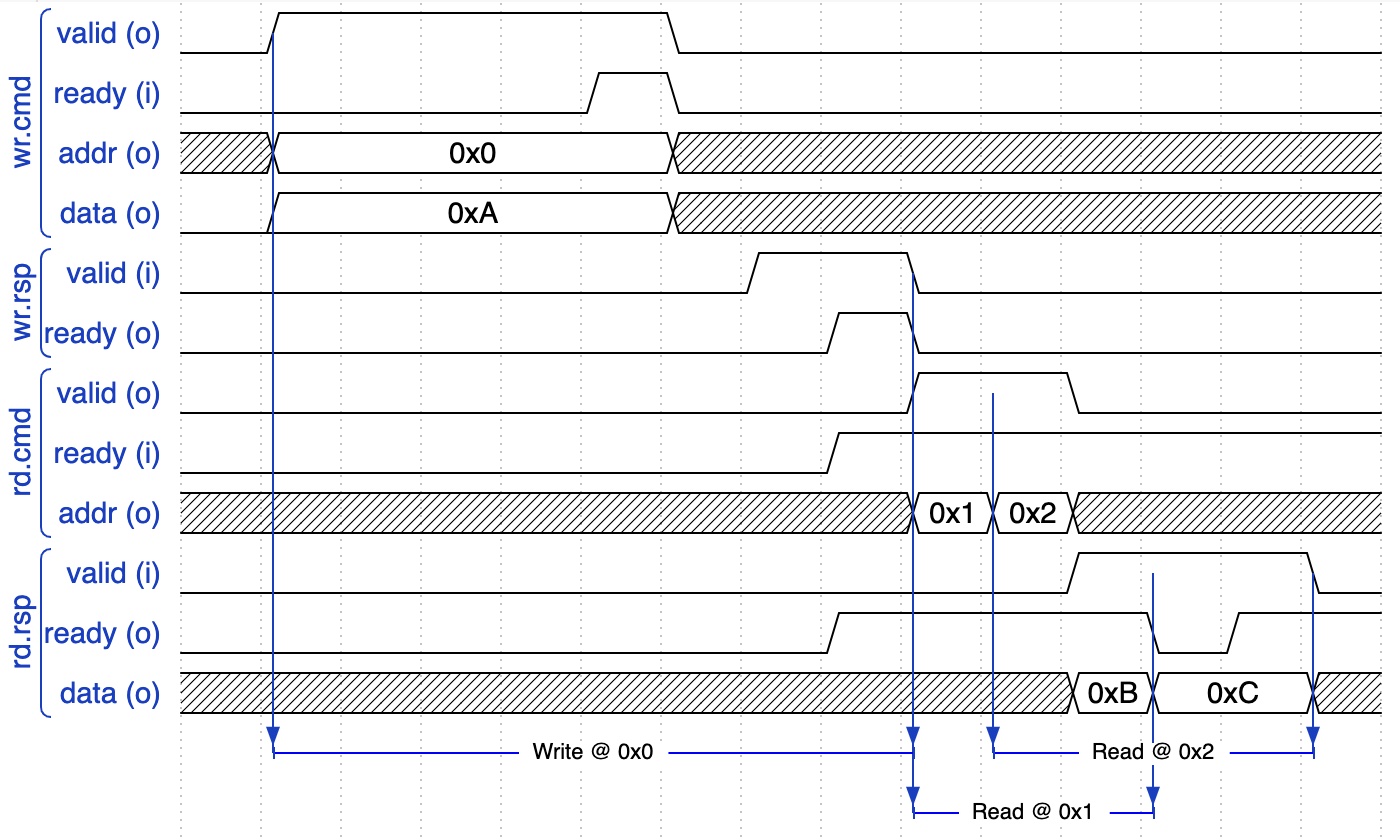 wr.cmd
valid (o)
ready (i)
addr (o) 0x0
data (o) 0xA
wr.rsp
valid (i)
ready (o)
rd.cmd
valid (o)
ready (i)
addr (o) 0x1 0x2
rd.rsp
valid (i)
ready (o)
data (o) 0xB 0xC
Write @ 0x0 Read @ 0x2
Read @ 0x1